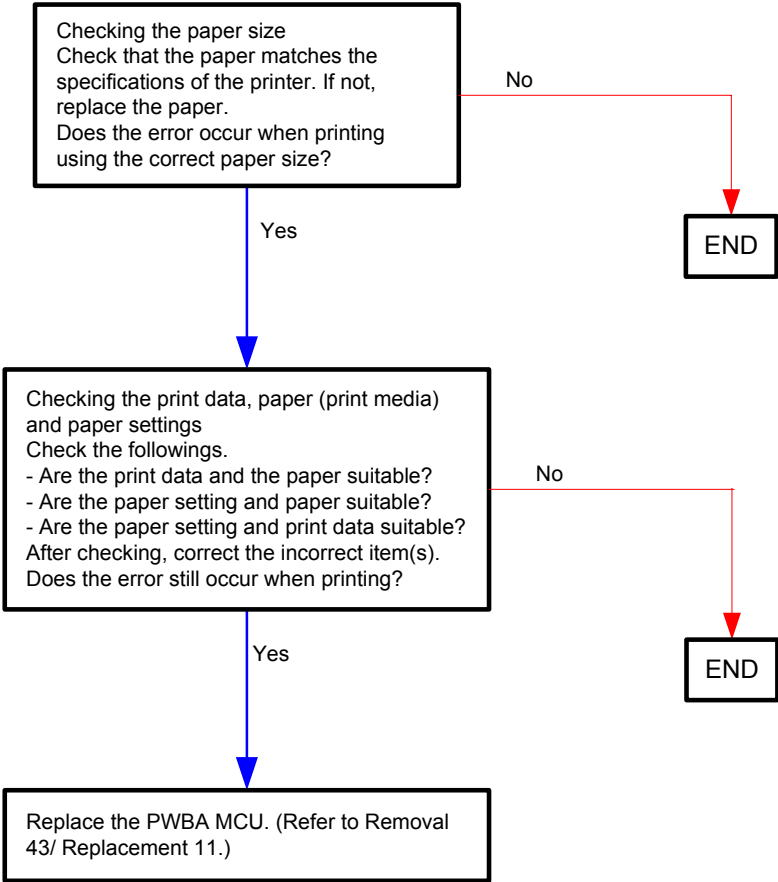 Checking the paper size
Check that the paper matches the
specifications of the printer. If not,
replace the paper.
Does the error occur when printing
using the correct paper size?
No
END
Yes
Checking the print data, paper (print media)
and paper settings
Check the followings.
- Are the print data and the paper suitable?
- Are the paper setting and paper suitable?
- Are the paper setting and print data suitable?
After checking, correct the incorrect item(s).
Does the error still occur when printing?
No
END
Yes
Replace the PWBA MCU. (Refer to Removal
43/ Replacement 11.)